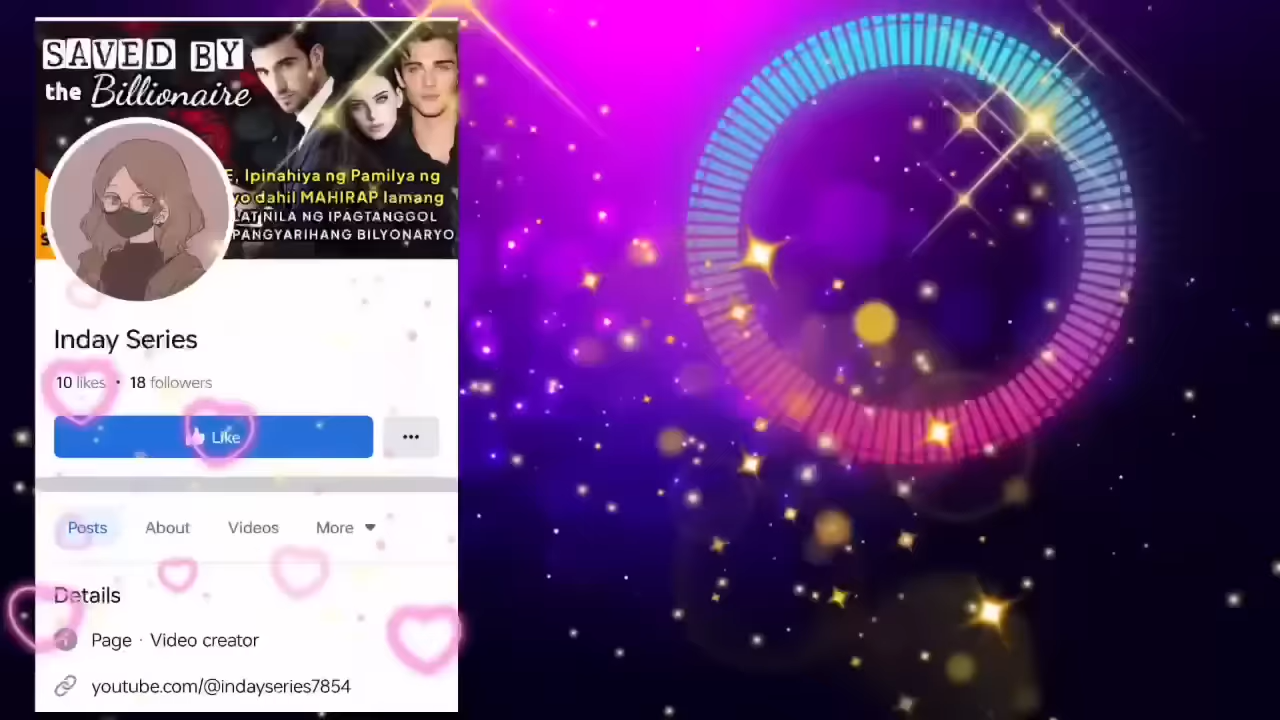 SAVED BY
the Billionaire
E, Ipinahiya ng Pamilya ng
yo dahil MAHIRAP lamang
NILA NG IPAGTANGGOL
PANGYARIHANG BILYONARYO
Inday Series
10 likes • 18 followers
Like
Posts About Videos More
Details
Page · Video creator
youtube.com/@indayseries7854